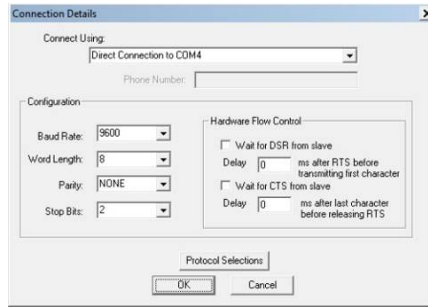 Connection Details
Connect Using:
Direct Connection to COM4
Phone Number:
Configuration
Baud Rate: 9600
Word Length: 8
Parity: NONE
Stop Bits: 2
Hardware Flow Control
Wait for DSR from slave
Delay 0 ms after RTS before
transmitting first character
Wait for CTS from slave
Delay 0 ms after last character
before releasing RTS
Protocol Selections
OK Cancel